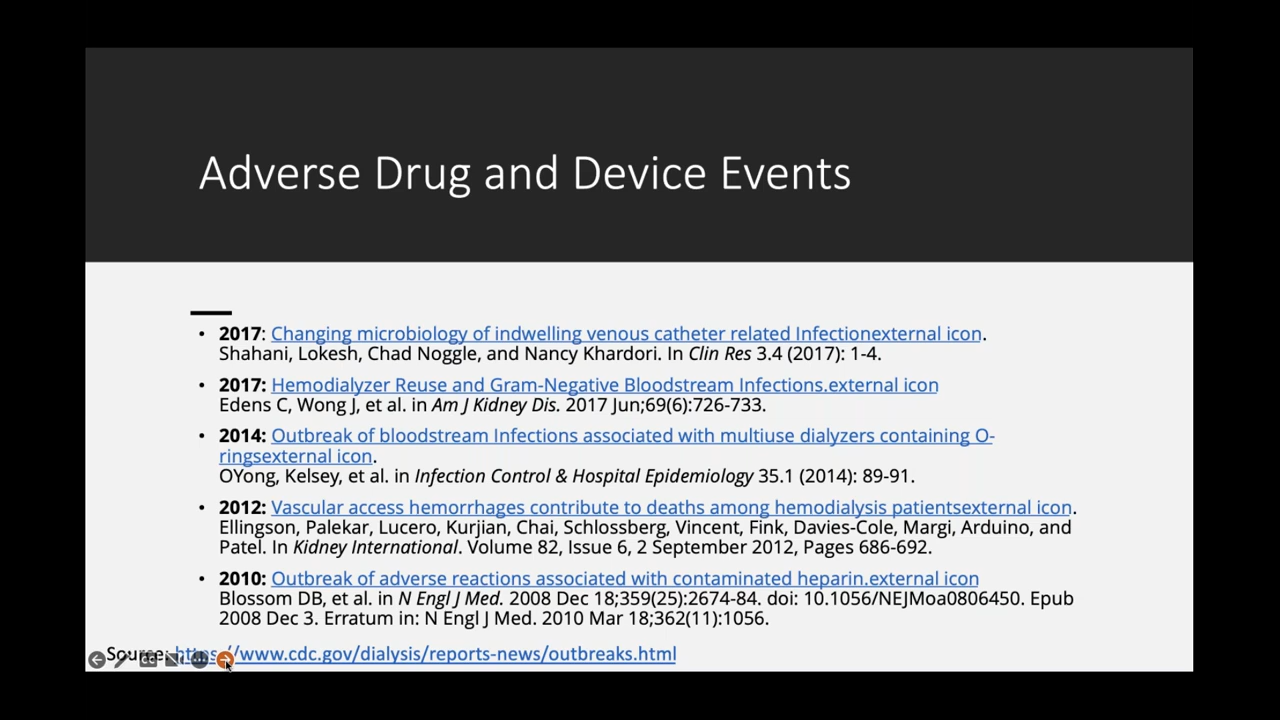 Adverse Drug and Device Events
• 2017: Changing microbiology of indwelling venous catheter related Infectionexternal icon.
Shahani, Lokesh, Chad Noggle, and Nancy Khardori. In Clin Res 3.4 (2017): 1-4.
• 2017: Hemodialyzer Reuse and Gram-Negative Bloodstream Infections.external icon
Edens C, Wong J, et al. in Am J Kidney Dis. 2017 Jun;69(6):726-733.
• 2014: Outbreak of bloodstream Infections associated with multiuse dialyzers containing O-
ringsexternal icon.
OYong, Kelsey, et al. in Infection Control & Hospital Epidemiology 35.1 (2014): 89-91.
• 2012: Vascular access hemorrhages contribute to deaths among hemodialysis patientsexternal icon.
Ellingson, Palekar, Lucero, Kurjian, Chai, Schlossberg, Vincent, Fink, Davies-Cole, Margi, Arduino, and
Patel. In Kidney International. Volume 82, Issue 6, 2 September 2012, Pages 686-692.
• 2010: Outbreak of adverse reactions associated with contaminated heparin.external icon
Blossom DB, et al. in N Engl J Med. 2008 Dec 18;359(25):2674-84. doi: 10.1056/NEJMoa0806450. Epub
2008 Dec 3. Erratum in: N Engl J Med. 2010 Mar 18;362(11):1056.
Source: https://www.cdc.gov/dialysis/reports-news/outbreaks.html